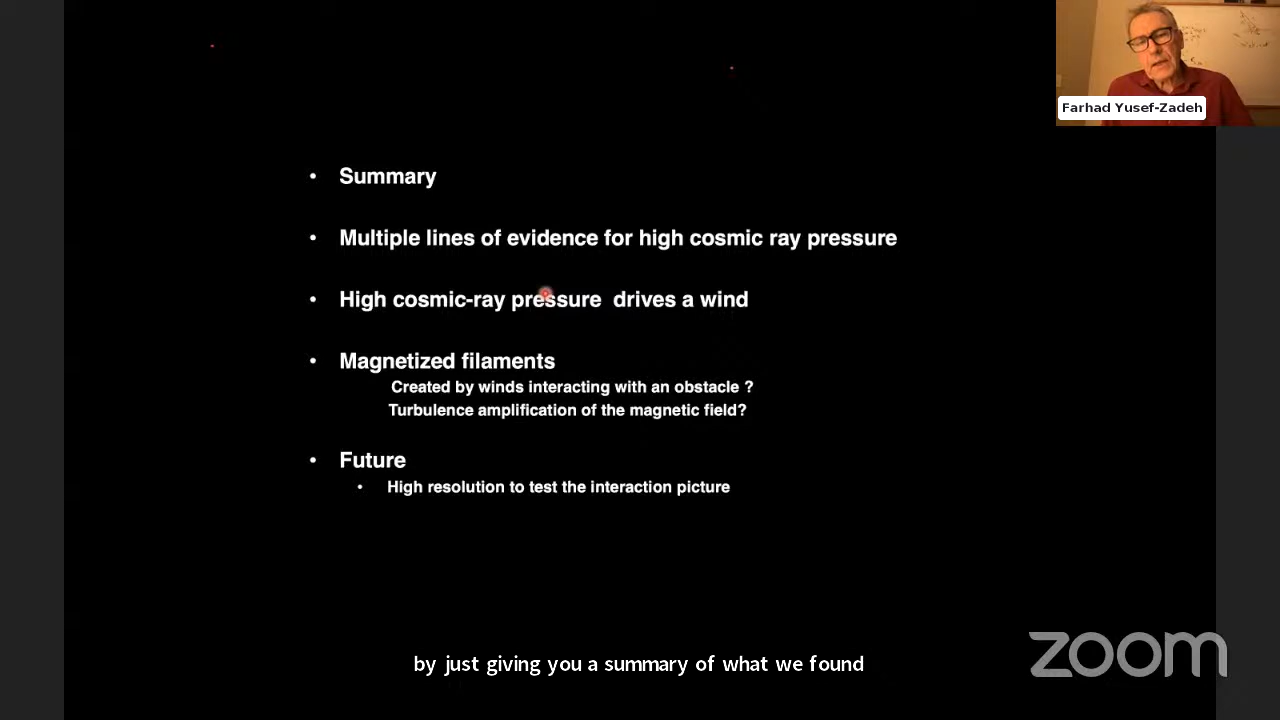 Farhad Yusef-Zadeh
• Summary
• Multiple lines of evidence for high cosmic ray pressure
• High cosmic-ray pressure drives a wind
• Magnetized filaments
Created by winds interacting with an obstacle ?
Turbulence amplification of the magnetic field?
• Future
• High resolution to test the interaction picture
by just giving you a summary of what we found
zoom